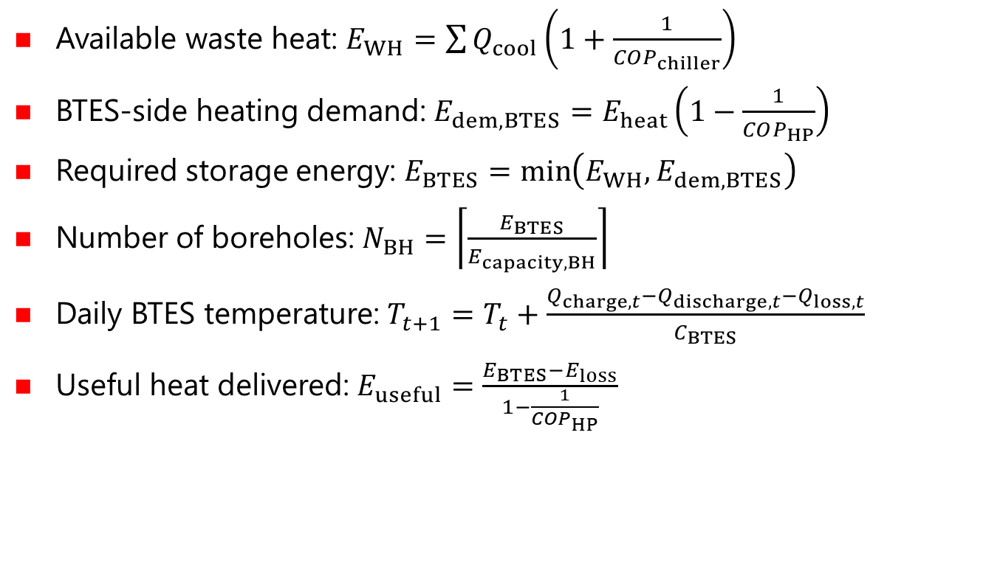 ■ Available waste heat: E_WH = ∑ Q_cool (1 + 1/COP_chiller)
■ BTES-side heating demand: E_dem,BTES = E_heat (1 − 1/COP_HP)
■ Required storage energy: E_BTES = min(E_WH, E_dem,BTES)
■ Number of boreholes: N_BH = ⌈E_BTES/E_capacity,BH⌉
■ Daily BTES temperature: T_t+1 = T_t + (Q_charge,t−Q_discharge,t−Q_loss,t)/C_BTES
■ Useful heat delivered: E_useful = (E_BTES−E_loss)/(1−1/COP_HP)